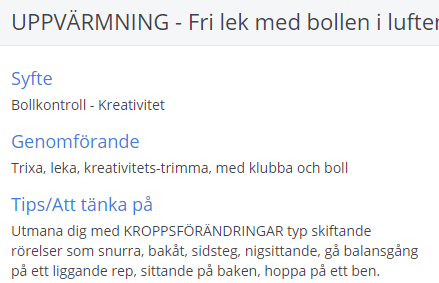 UPPVÄRMNING - Fri lek med bollen i luften
Syfte
Bollkontroll - Kreativitet
Genomförande
Trixa, leka, kreativitets-trimma, med klubba och boll
Tips/Att tänka på
Utmana dig med KROPPSFÖRÄNDRINGAR typ skiftande
rörelser som snurra, bakåt, sidsteg, nigsittande, gå balansgång
på ett liggande rep, sittande på baken, hoppa på ett ben.